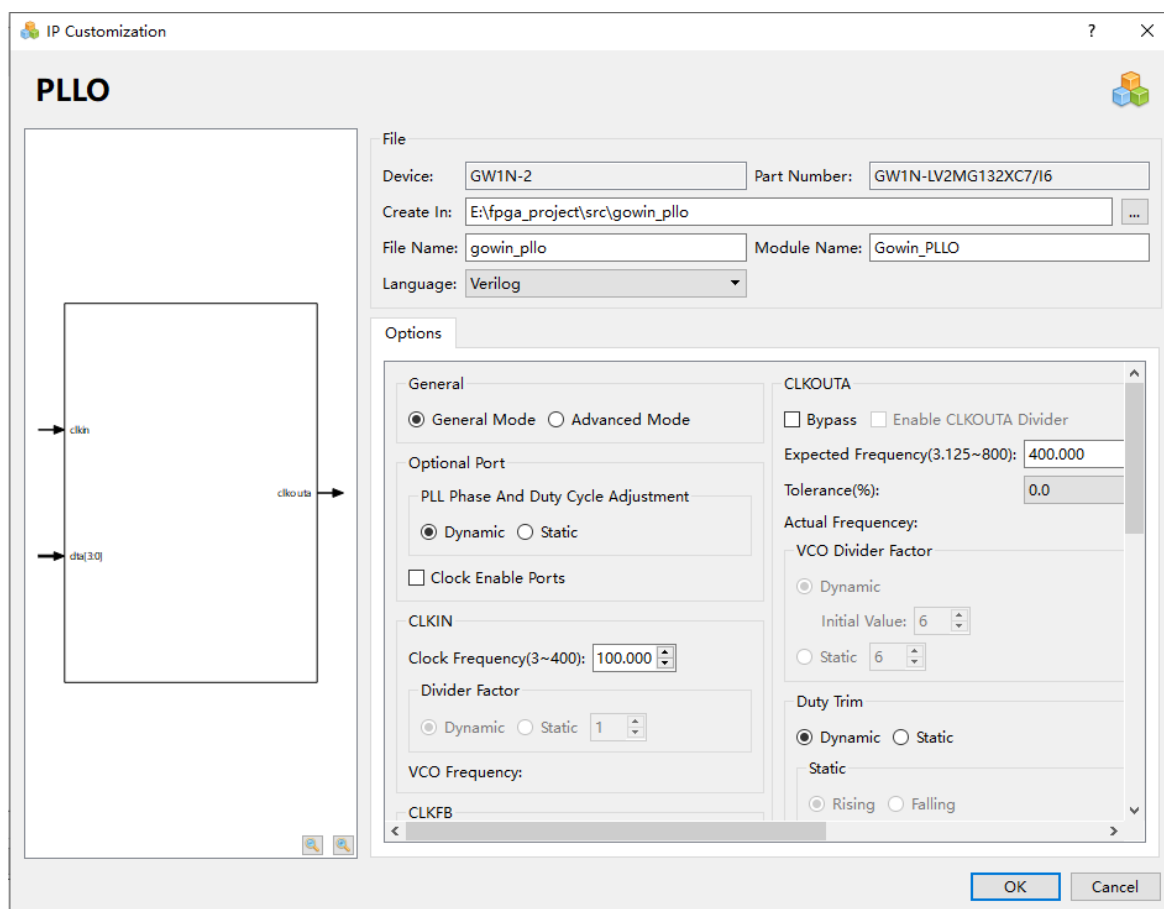 IP Customization
?
PLLO
clkin
clkouta
dta[3:0]
File
Device: GW1N-2 Part Number: GW1N-LV2MG132XC7/I6
Create In: E:\fpga_project\src\gowin_pllo ...
File Name: gowin_pllo Module Name: Gowin_PLLO
Language: Verilog
Options
General
General Mode Advanced Mode
Optional Port
PLL Phase And Duty Cycle Adjustment
Dynamic Static
Clock Enable Ports
CLKIN
Clock Frequency(3~400): 100.000
Divider Factor
Dynamic Static 1
VCO Frequency:
CLKFB
CLKOUTA
Bypass Enable CLKOUTA Divider
Expected Frequency(3.125~800): 400.000
Tolerance(%): 0.0
Actual Frequencey:
VCO Divider Factor
Dynamic
Initial Value: 6
Static 6
Duty Trim
Dynamic Static
Static
Rising Falling
OK Cancel